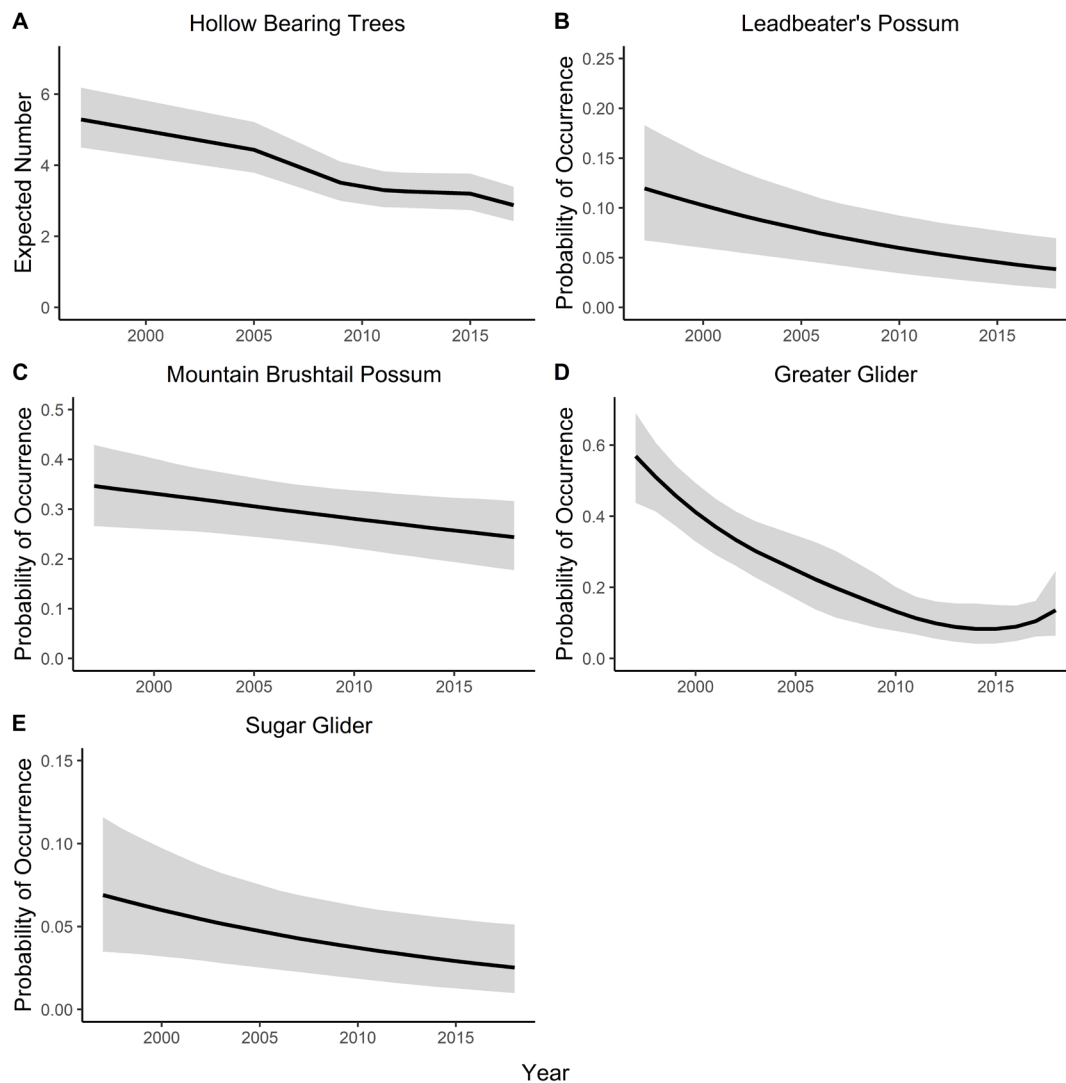 A Hollow Bearing Trees
Expected Number
6
4
2
0
2000 2005 2010 2015
B Leadbeater's Possum
Probability of Occurrence
0.25
0.20
0.15
0.10
0.05
0.00
2000 2005 2010 2015
C Mountain Brushtail Possum
Probability of Occurrence
0.5
0.4
0.3
0.2
0.1
0.0
2000 2005 2010 2015
D Greater Glider
Probability of Occurrence
0.6
0.4
0.2
0.0
2000 2005 2010 2015
E Sugar Glider
Probability of Occurrence
0.15
0.10
0.05
0.00
2000 2005 2010 2015
Year